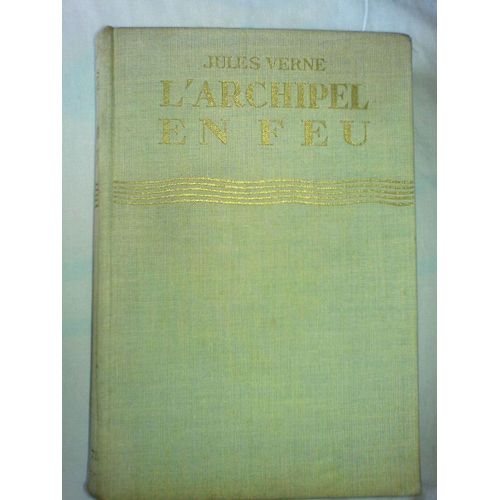 JULES VERNE
L'ARCHIPEL
EN FEU